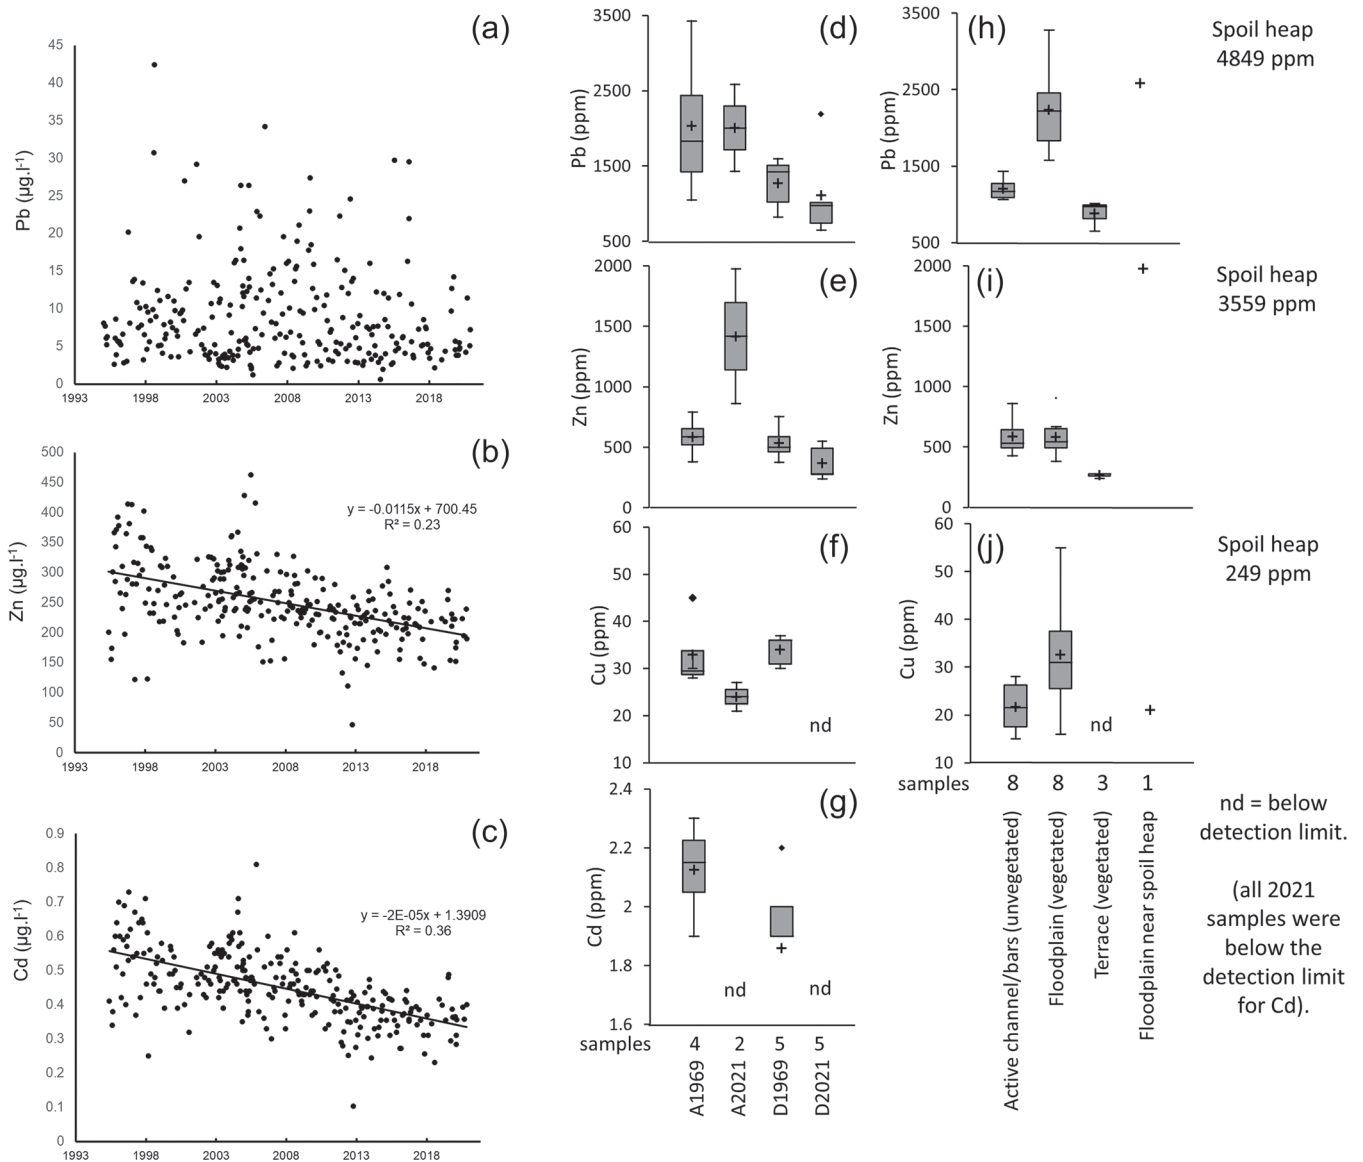 (a)
Pb (µg.l⁻¹)
45
40
35
30
25
20
15
10
5
0
1993
1998
2003
2008
2013
2018
(b)
Zn (µg.l⁻¹)
500
450
400
350
300
250
200
150
100
50
0
y = -0.0115x + 700.45
R² = 0.23
1993
1998
2003
2008
2013
2018
(c)
Cd (µg.l⁻¹)
0.9
0.8
0.7
0.6
0.5
0.4
0.3
0.2
0.1
0
y = -2E-05x + 1.3909
R² = 0.36
1993
1998
2003
2008
2013
2018
(d)
Pb (ppm)
3500
2500
1500
500
(e)
Zn (ppm)
2000
1500
1000
500
0
(f)
Cu (ppm)
60
50
40
30
20
10
nd
(g)
Cd (ppm)
2.4
2.2
2
1.8
1.6
nd
nd
samples
4
2
5
5
A1969
A2021
D1969
D2021
(h)
Pb (ppm)
3500
2500
1500
500
Spoil heap
4849 ppm
(i)
Zn (ppm)
2000
1500
1000
500
0
Spoil heap
3559 ppm
(j)
Cu (ppm)
60
50
40
30
20
10
nd
Spoil heap
249 ppm
samples
8
8
3
1
Active channel/bars (unvegetated)
Floodplain (vegetated)
Terrace (vegetated)
Floodplain near spoil heap
nd = below
detection limit.
(all 2021
samples were
below the
detection limit
for Cd).